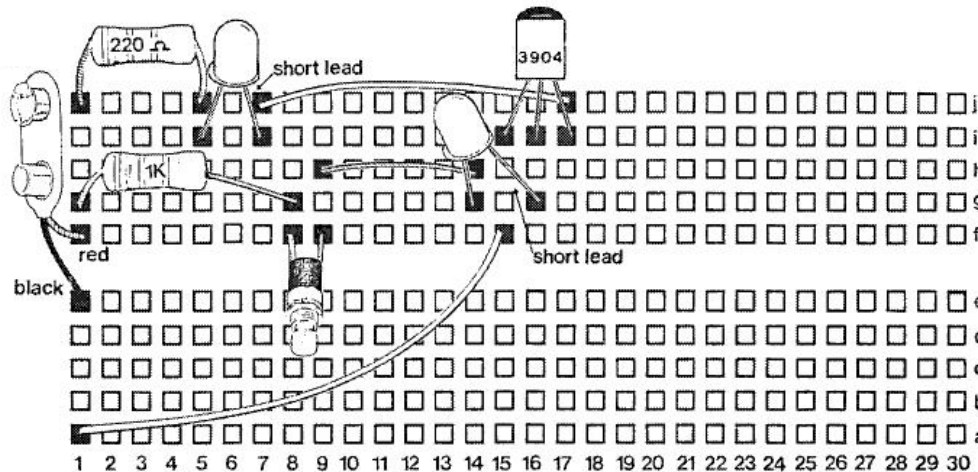 220 Ω
3904
short lead
i
i
1K
h
g
red
f
short lead
black
e
a
1 2 3 4 5 6 7 8 9 10 11 12 13 14 15 16 17 18 19 20 21 22 23 24 25 26 27 28 29 30